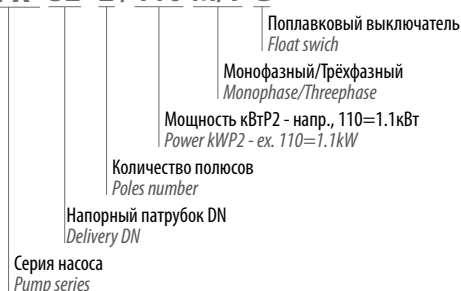 Поплавковый выключатель
Float swich
Монофазный/Трёхфазный
Monophase/Threephase
Мощность кВтP2 - напр., 110=1.1кВт
Power kWP2 - ex. 110=1.1kW
Количество полюсов
Poles number
Напорный патрубок DN
Delivery DN
Серия насоса
Pump series